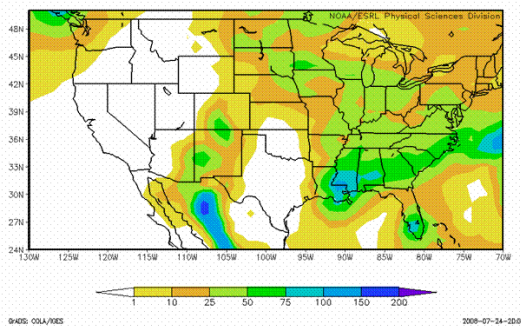 NOAA/ESRL Physical Sciences Division
48N
45N
42N
39N
36N
33N
30N
27N
24N
130W 125W 120W 115W 110W 105W 100W 95W 90W 85W 80W 75W 70W
1 10 25 50 75 100 150 200
GrADS: COLA/IGES
2008-07-24-20:0